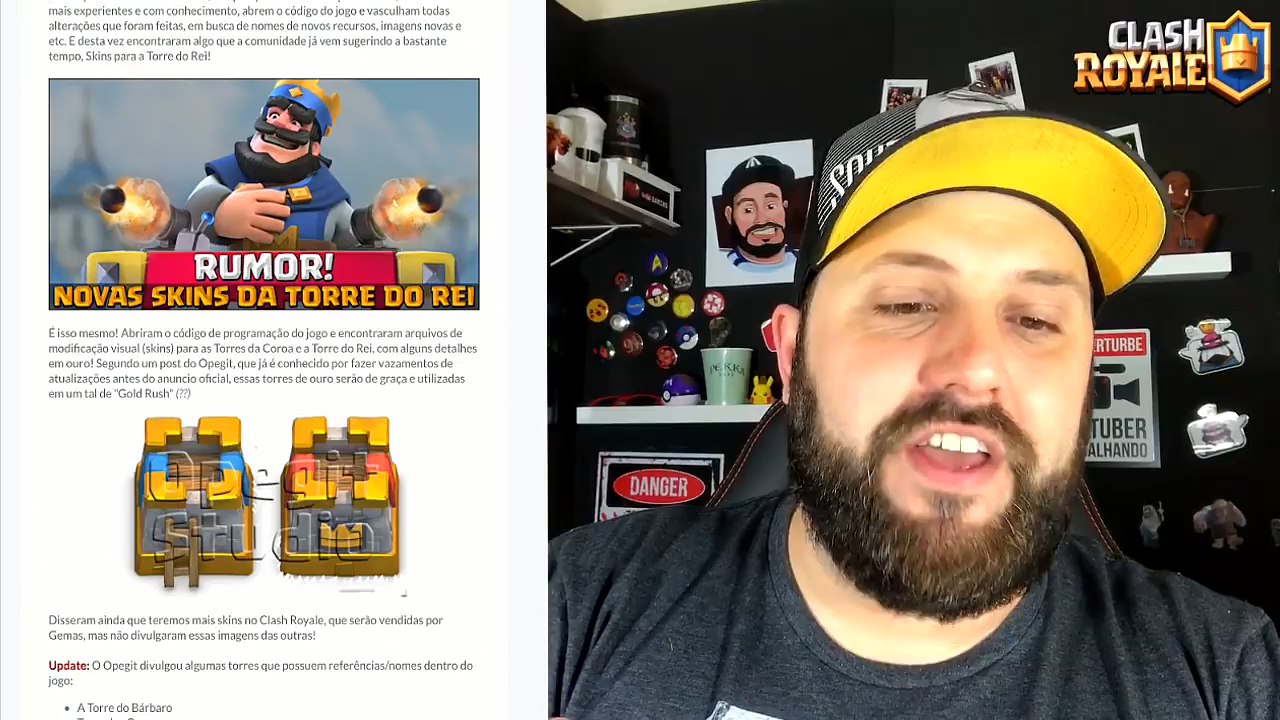 mais experientes e com conhecimento, abrem o código do jogo e vasculham todas
alterações que foram feitas, em busca de nomes de novos recursos, imagens novas e
etc. E desta vez encontraram algo que a comunidade já vem sugerindo a bastante
tempo, Skins para a Torre do Rei!
RUMOR!
NOVAS SKINS DA TORRE DO REI
É isso mesmo! Abriram o código de programação do jogo e encontraram arquivos de
modificação visual (skins) para as Torres da Coroa e a Torre do Rei, com alguns detalhes
em ouro! Segundo um post do Opegit, que já é conhecido por fazer vazamentos de
atualizações antes do anuncio oficial, essas torres de ouro serão de graça e utilizadas
em um tal de "Gold Rush" (??)
Opegit
Studio
Disseram ainda que teremos mais skins no Clash Royale, que serão vendidas por
Gemas, mas não divulgaram essas imagens das outras!
Update: O Opegit divulgou algumas torres que possuem referências/nomes dentro do
jogo:
• A Torre do Bárbaro
CLASH
ROYALE
PERKA
DANGER
ERTURBE
TUBER
ALHANDO